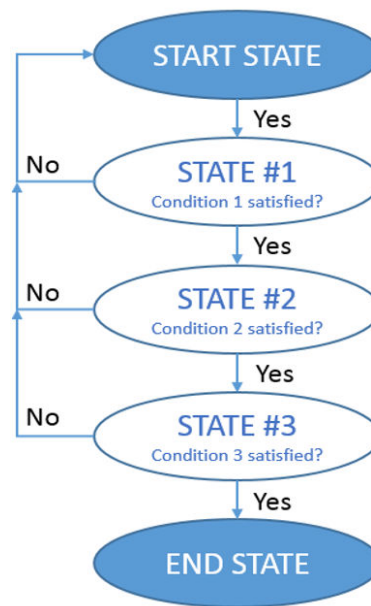 START STATE
Yes
No
STATE #1
Condition 1 satisfied?
Yes
No
STATE #2
Condition 2 satisfied?
Yes
No
STATE #3
Condition 3 satisfied?
Yes
END STATE